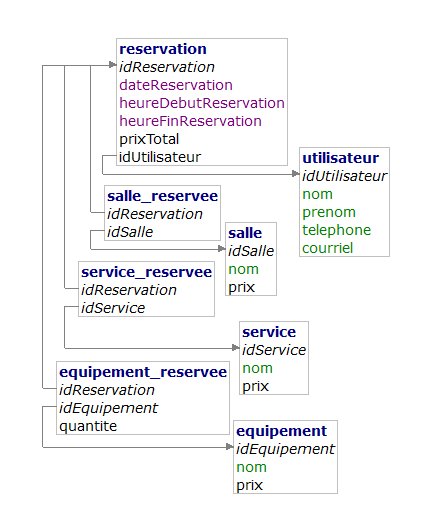 reservation
idReservation
dateReservation
heureDebutReservation
heureFinReservation
prixTotal
idUtilisateur
utilisateur
idUtilisateur
nom
prenom
telephone
courriel
salle_reservee
idReservation
idSalle
salle
idSalle
nom
prix
service_reservee
idReservation
idService
service
idService
nom
prix
equipement_reservee
idReservation
idEquipement
quantite
equipement
idEquipement
nom
prix